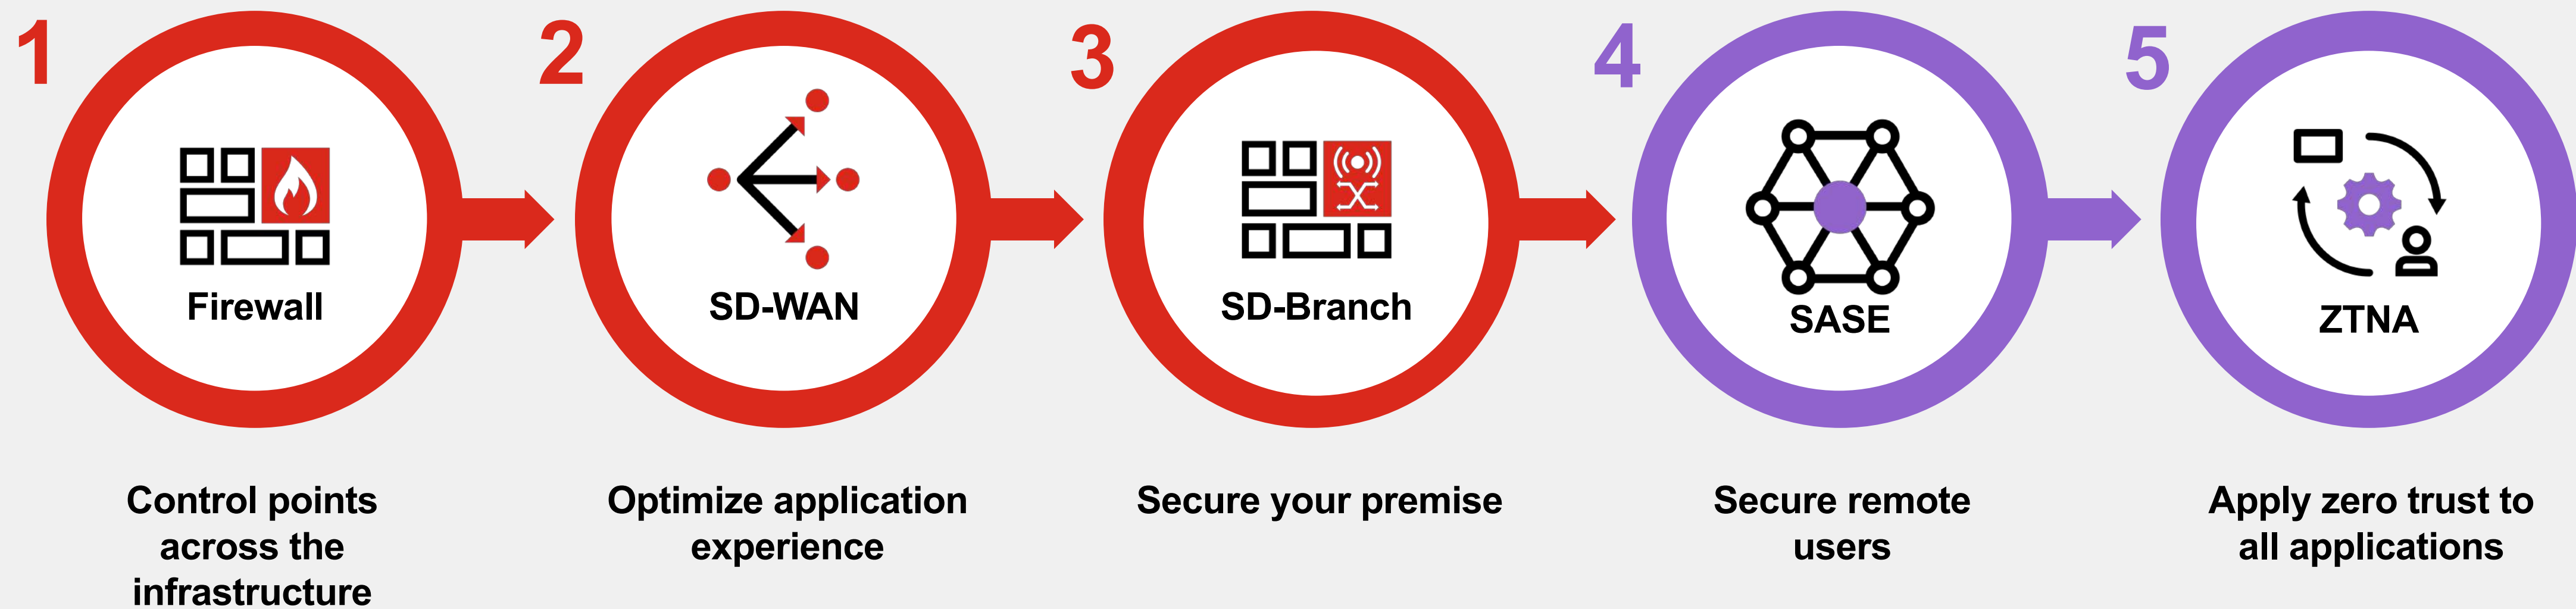 1
Firewall
Control points
across the
infrastructure
2
SD-WAN
Optimize application
experience
3
SD-Branch
Secure your premise
4
SASE
Secure remote
users
5
ZTNA
Apply zero trust to
all applications